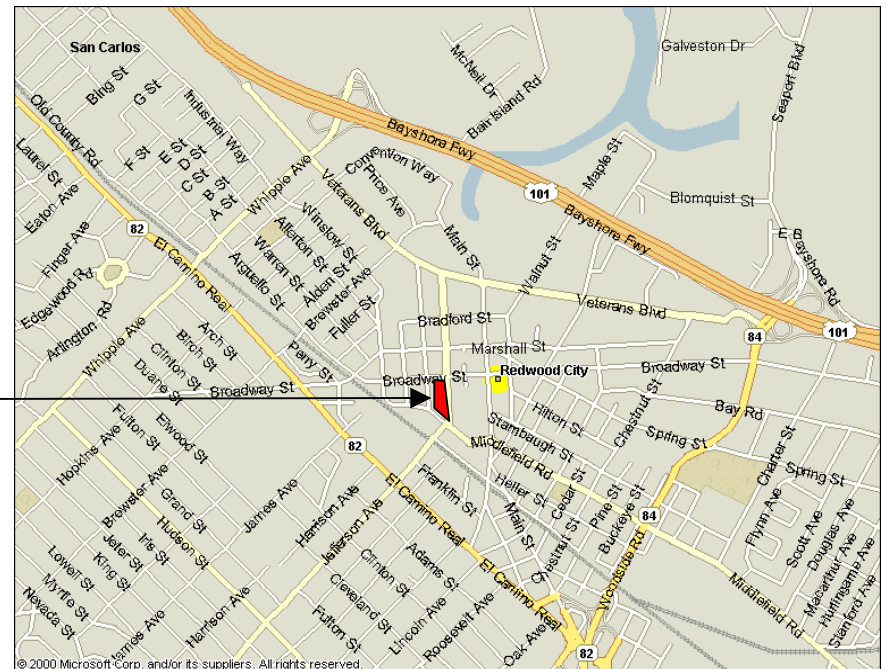 San Carlos
Galveston Dr
McNeil Dr
Seaport Blvd
Bing St
G St
Industrial Way
Bair Island Rd
Old County Rd
Bayshore Fwy
Maple St
Laurel St
F St
E St
D St
C St
B St
A St
Whipple Ave
Convention Way
Price Ave
Veterans Blvd
101
Blomquist St
Eaton Ave
82
Winslow St
Allerton St
Main St
Walnut St
Bayshore Fwy
E Bayshore Rd
Finger Ave
El Camino Real
Warren St
Arguello St
Alden St
Brewster Ave
Fuller St
Edgewood Rd
Veterans Blvd
Arlington Rd
Bradford St
84
101
Whipple Ave
Arch St
Birch St
Clinton St
Duane St
Perry St
Marshall St
Redwood City
Broadway St
Broadway St
Broadway St
Chestnut St
Bay Rd
Elwood St
Hilton St
Stambaugh St
Spring St
Fulton St
82
Middlefield Rd
Charter St
Hopkins Ave
Spring St
Brewster Ave
Grand St
James Ave
Harrison Ave
Franklin St
Heller St
Cedar St
Pine St
Buckeye St
84
Flynn Ave
Scott Ave
Douglas Ave
Macarthur Ave
Huntingame Ave
Stanford Ave
Hudson St
Jefferson Ave
El Camino Real
Main St
Chestnut St
Woodside Rd
Lowell St
Myrtle St
King St
Jeter St
Iris St
Nevada St
Clinton St
Adams St
Cleveland St
Fulton St
Lincoln Ave
Roosevelt Ave
Oak Ave
Middlefield Rd
James Ave
Harrison Ave
82
© 2000 Microsoft Corp. and/or its suppliers. All rights reserved.